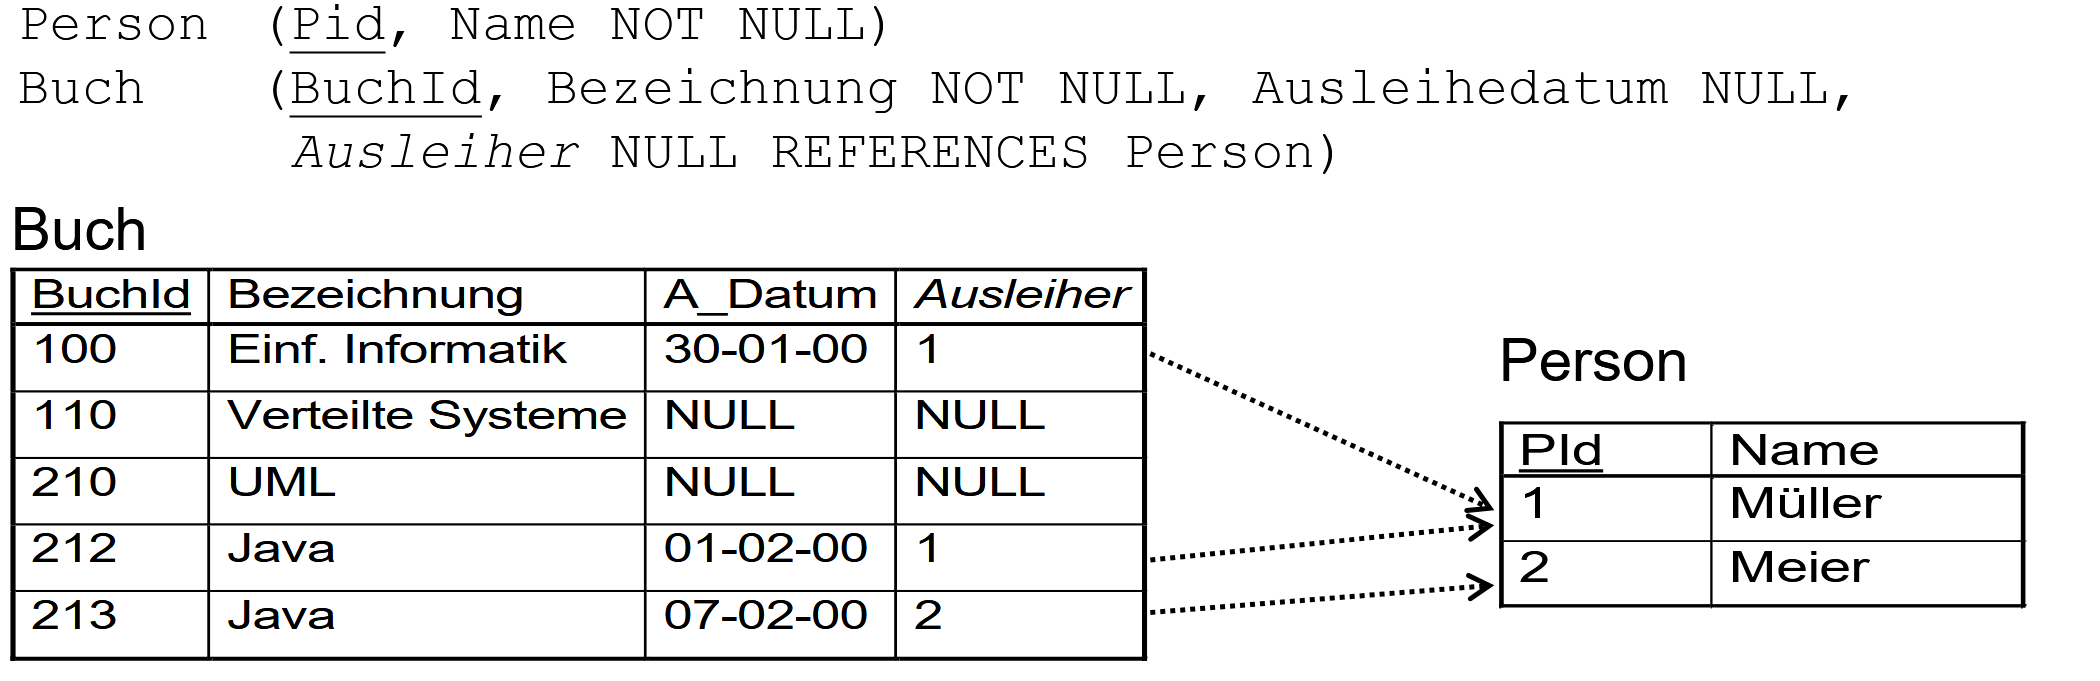 Person (Pid, Name NOT NULL)
Buch (BuchId, Bezeichnung NOT NULL, Ausleihedatum NULL,
Ausleiher NULL REFERENCES Person)
Buch
BuchId Bezeichnung A_Datum Ausleiher
100 Einf. Informatik 30-01-00 1
110 Verteilte Systeme NULL NULL
210 UML NULL NULL
212 Java 01-02-00 1
213 Java 07-02-00 2
Person
PId Name
1 Müller
2 Meier